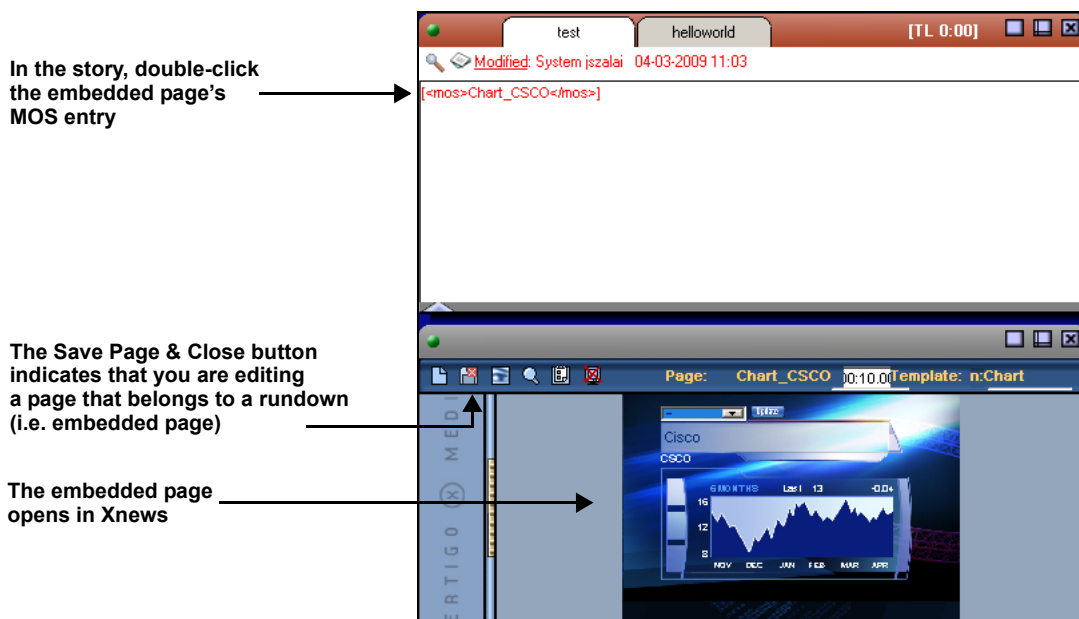 test
helloworld
[TL 0:00]
Modified: System jszalai 04-03-2009 11:03
In the story, double-click
the embedded page's
MOS entry
[<mos>Chart_CSCO</mos>]
The Save Page & Close button
indicates that you are editing
a page that belongs to a rundown
(i.e. embedded page)
Page: Chart_CSCO 00:10.00 Template: n:Chart
Update
Cisco
CSCO
6 MONTHS Last 13 -0.04
16
12
8
NOV DEC JAN FEB MAR APR
The embedded page
opens in Xnews
ERTIGO X MEDI